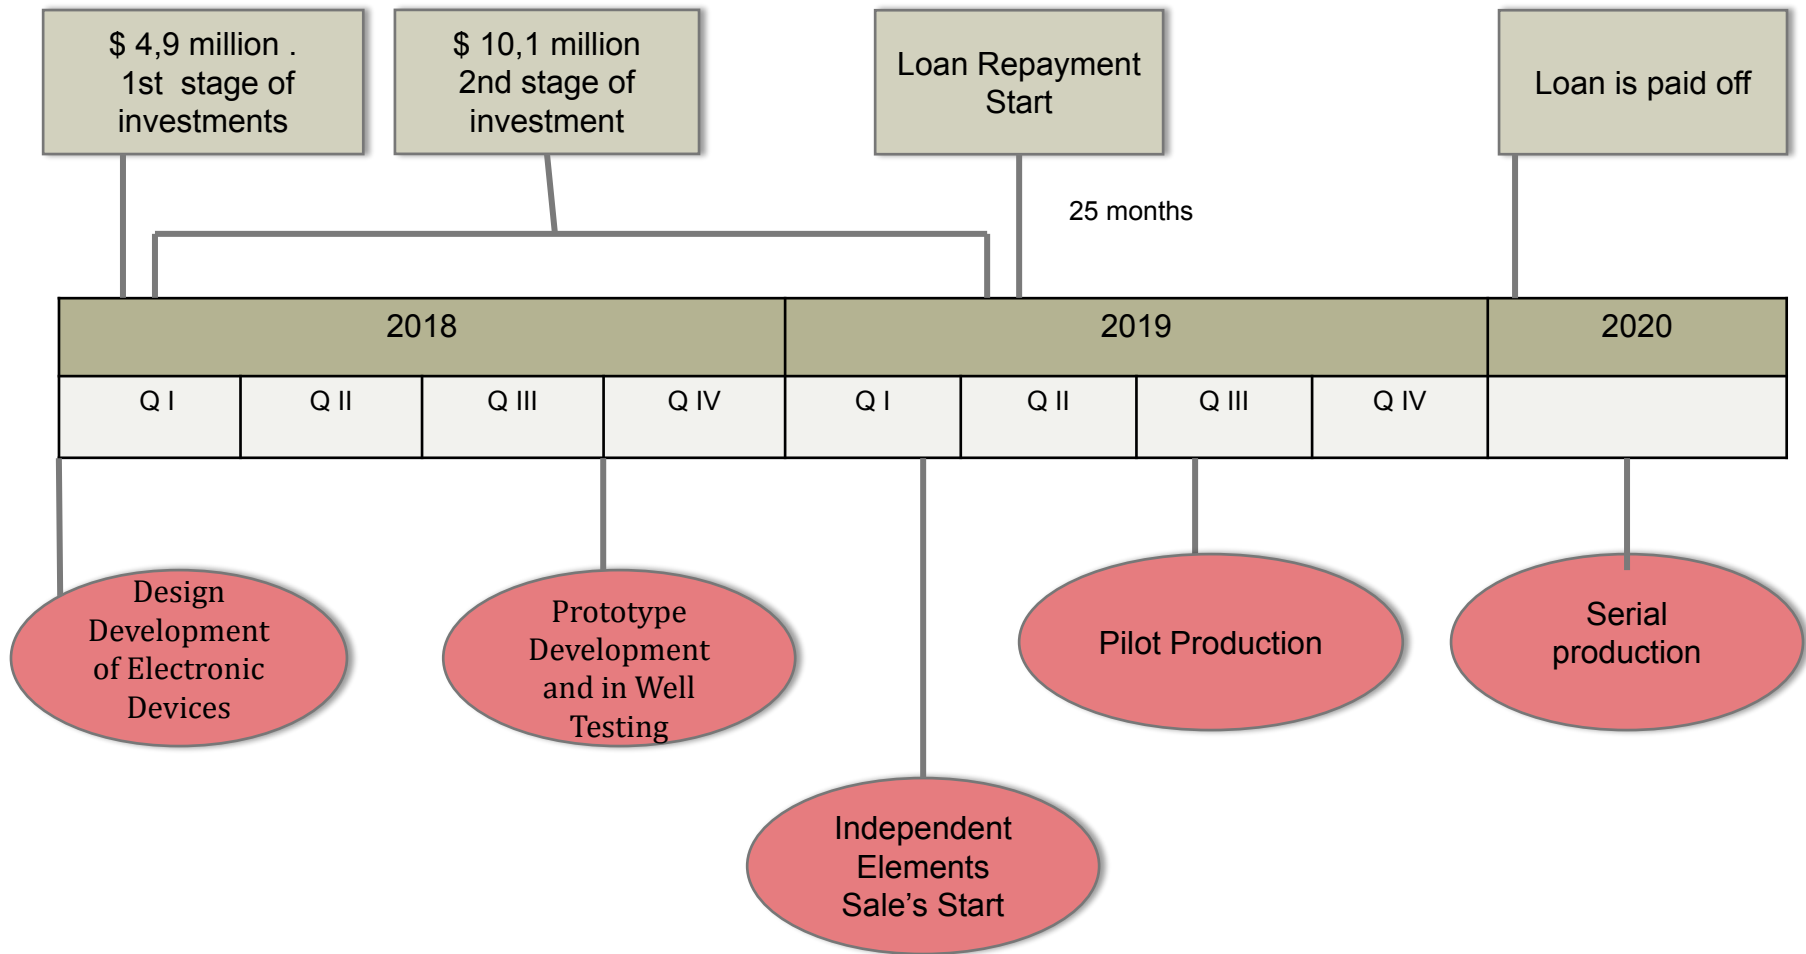 $ 4,9 million .
1st stage of
investments
$ 10,1 million
2nd stage of
investment
Loan Repayment
Start
Loan is paid off
25 months
2018
2019
2020
Q I
Q II
Q III
Q IV
Q I
Q II
Q III
Q IV
Design
Development
of Electronic
Devices
Prototype
Development
and in Well
Testing
Independent
Elements
Sale’s Start
Pilot Production
Serial
production